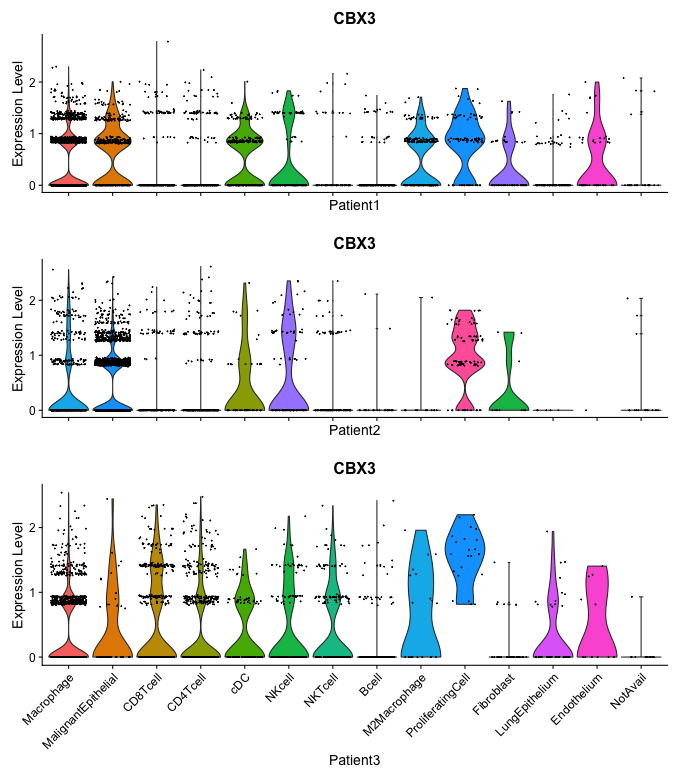 CBX3
Expression Level
2
1
0
Patient1
CBX3
Expression Level
2
1
0
Patient2
CBX3
Expression Level
2
1
0
Macrophage
MalignantEpithelial
CD8Tcell
CD4Tcell
cDC
NKcell
NKTcell
Bcell
M2Macrophage
ProliferatingCell
Fibroblast
LungEpithelium
Endothelium
NotAvail
Patient3